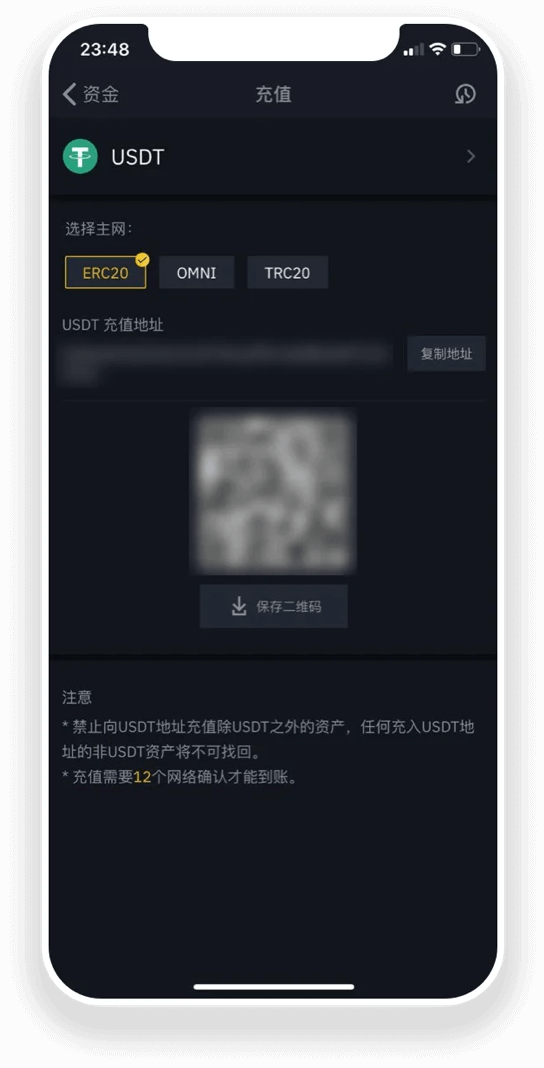 23:48
资金
充值
USDT
选择主网:
ERC20
OMNI
TRC20
USDT 充值地址
复制地址
保存二维码
注意
* 禁止向USDT地址充值除USDT之外的资产，任何充入USDT地
址的非USDT资产将不可找回。
* 充值需要12个网络确认才能到账。